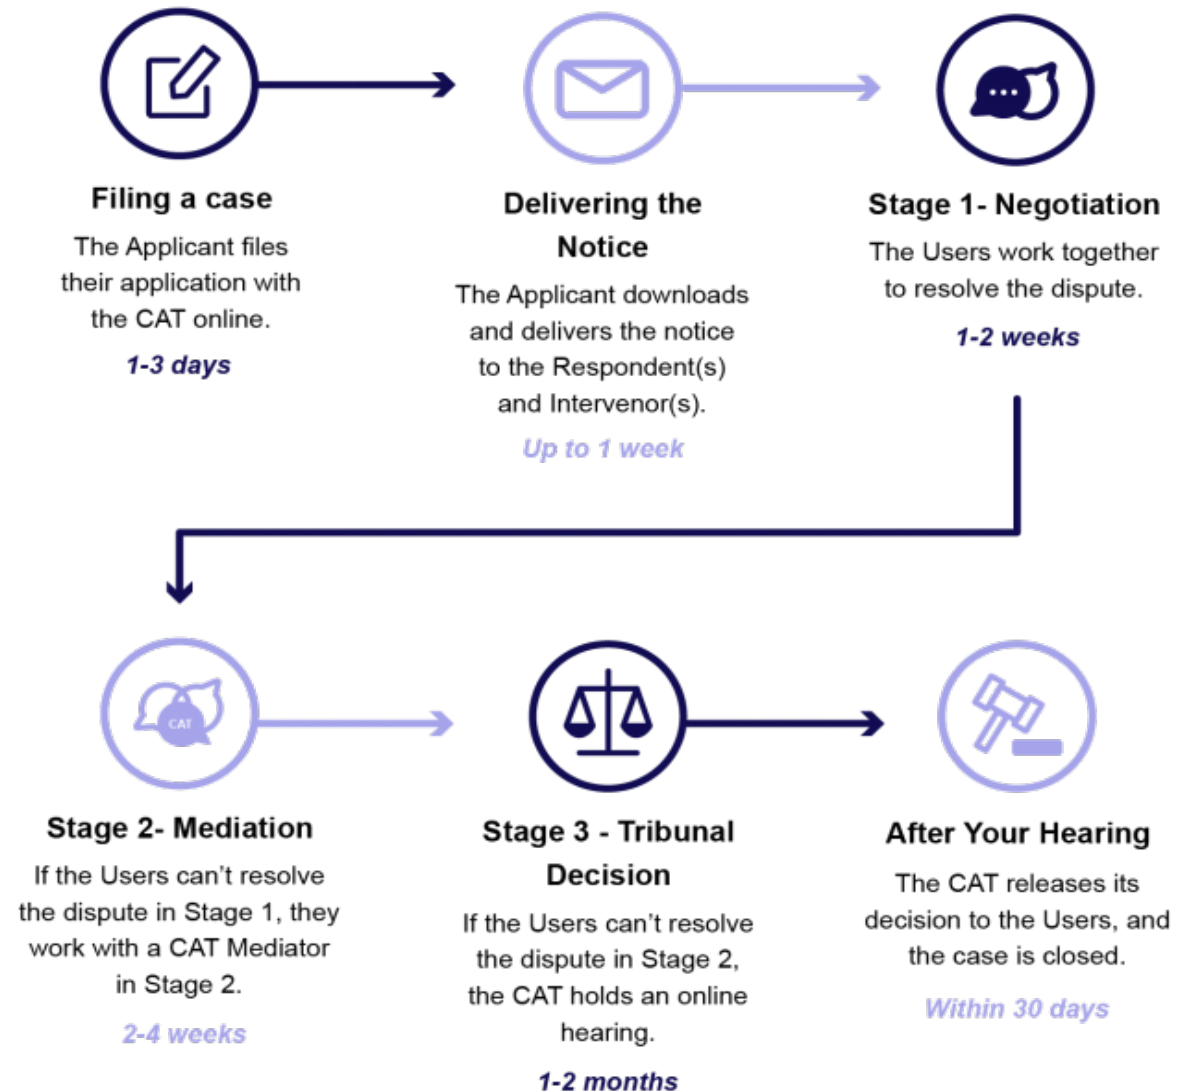 Filing a case
The Applicant files
their application with
the CAT online.
1-3 days
Delivering the
Notice
The Applicant downloads
and delivers the notice
to the Respondent(s)
and Intervenor(s).
Up to 1 week
Stage 1- Negotiation
The Users work together
to resolve the dispute.
1-2 weeks
CAT
Stage 2- Mediation
If the Users can’t resolve
the dispute in Stage 1, they
work with a CAT Mediator
in Stage 2.
2-4 weeks
Stage 3 - Tribunal
Decision
If the Users can’t resolve
the dispute in Stage 2,
the CAT holds an online
hearing.
1-2 months
After Your Hearing
The CAT releases its
decision to the Users, and
the case is closed.
Within 30 days